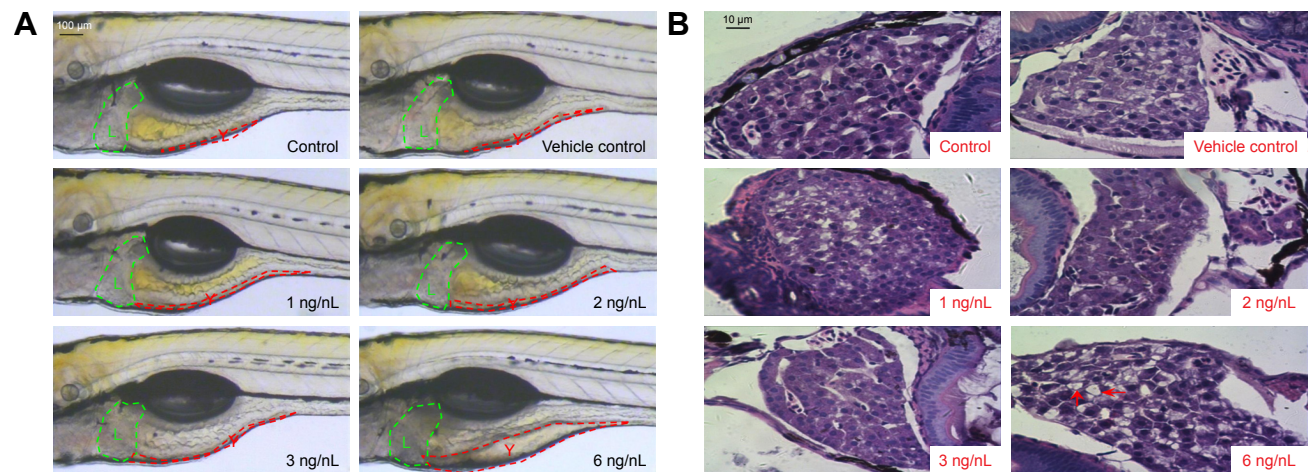 A
100 µm
L
Y
Control
L
Y
Vehicle control
L
Y
1 ng/nL
L
Y
2 ng/nL
L
Y
3 ng/nL
L
Y
6 ng/nL
B
10 µm
Control
Vehicle control
1 ng/nL
2 ng/nL
3 ng/nL
6 ng/nL